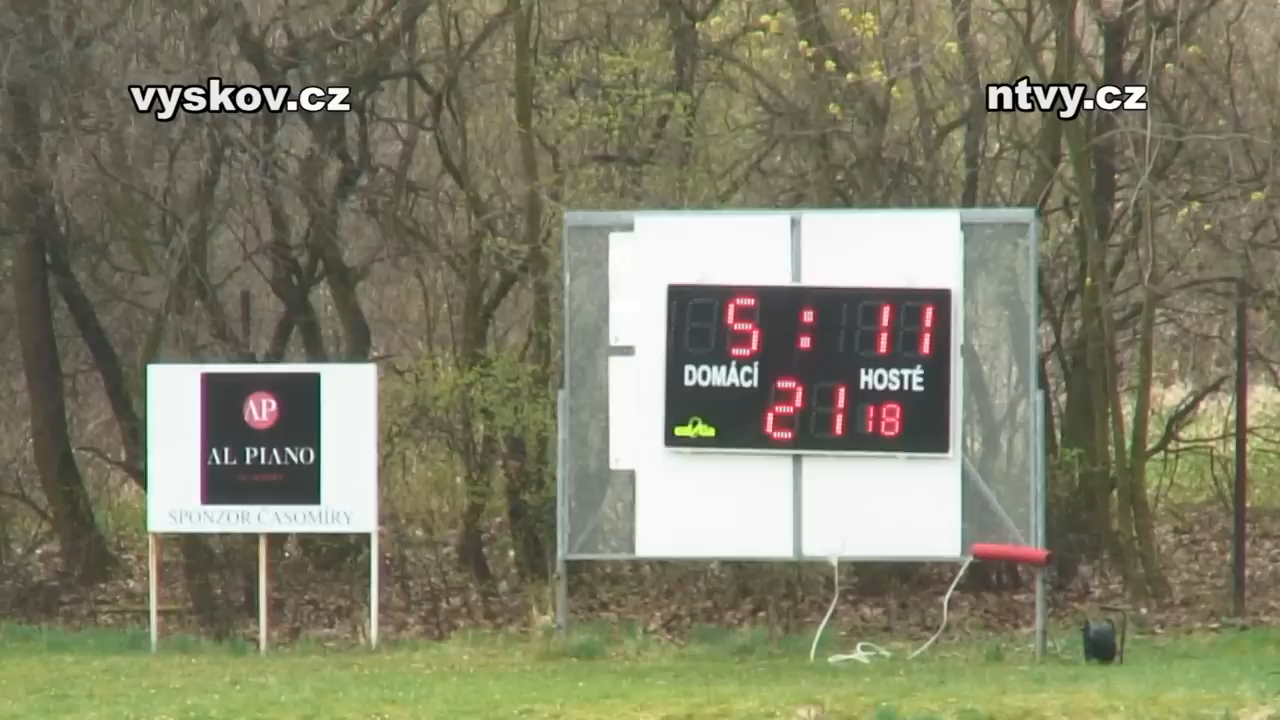 vyskov.cz
ntvy.cz
5 : 11
DOMÁCÍ HOSTÉ
21 18
AP
AL PIANO
SPONZOR ČASOMÍRY